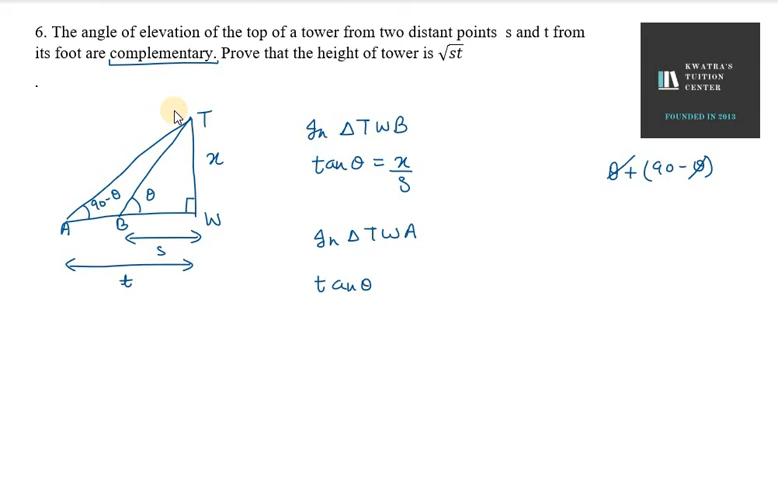 6. The angle of elevation of the top of a tower from two distant points s and t from
its foot are complementary. Prove that the height of tower is √st
.
KWATRA'S
TUITION
CENTER
FOUNDED IN 2013
T
x
90-θ
θ
A
B
W
s
t
In ΔTWB
tanθ = x/s
In ΔTWA
tanθ
θ+(90-θ)